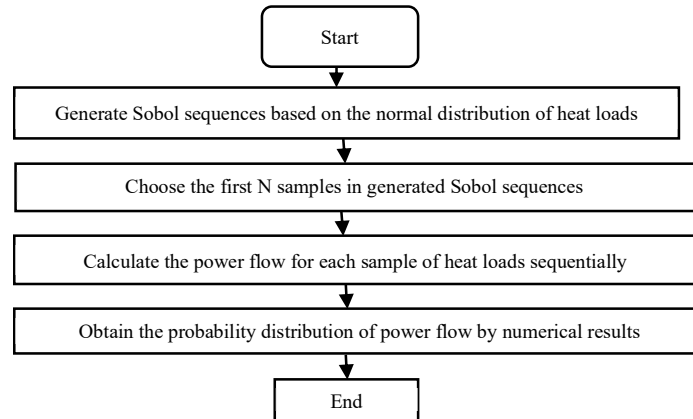 Start
Generate Sobol sequences based on the normal distribution of heat loads
Choose the first N samples in generated Sobol sequences
Calculate the power flow for each sample of heat loads sequentially
Obtain the probability distribution of power flow by numerical results
End